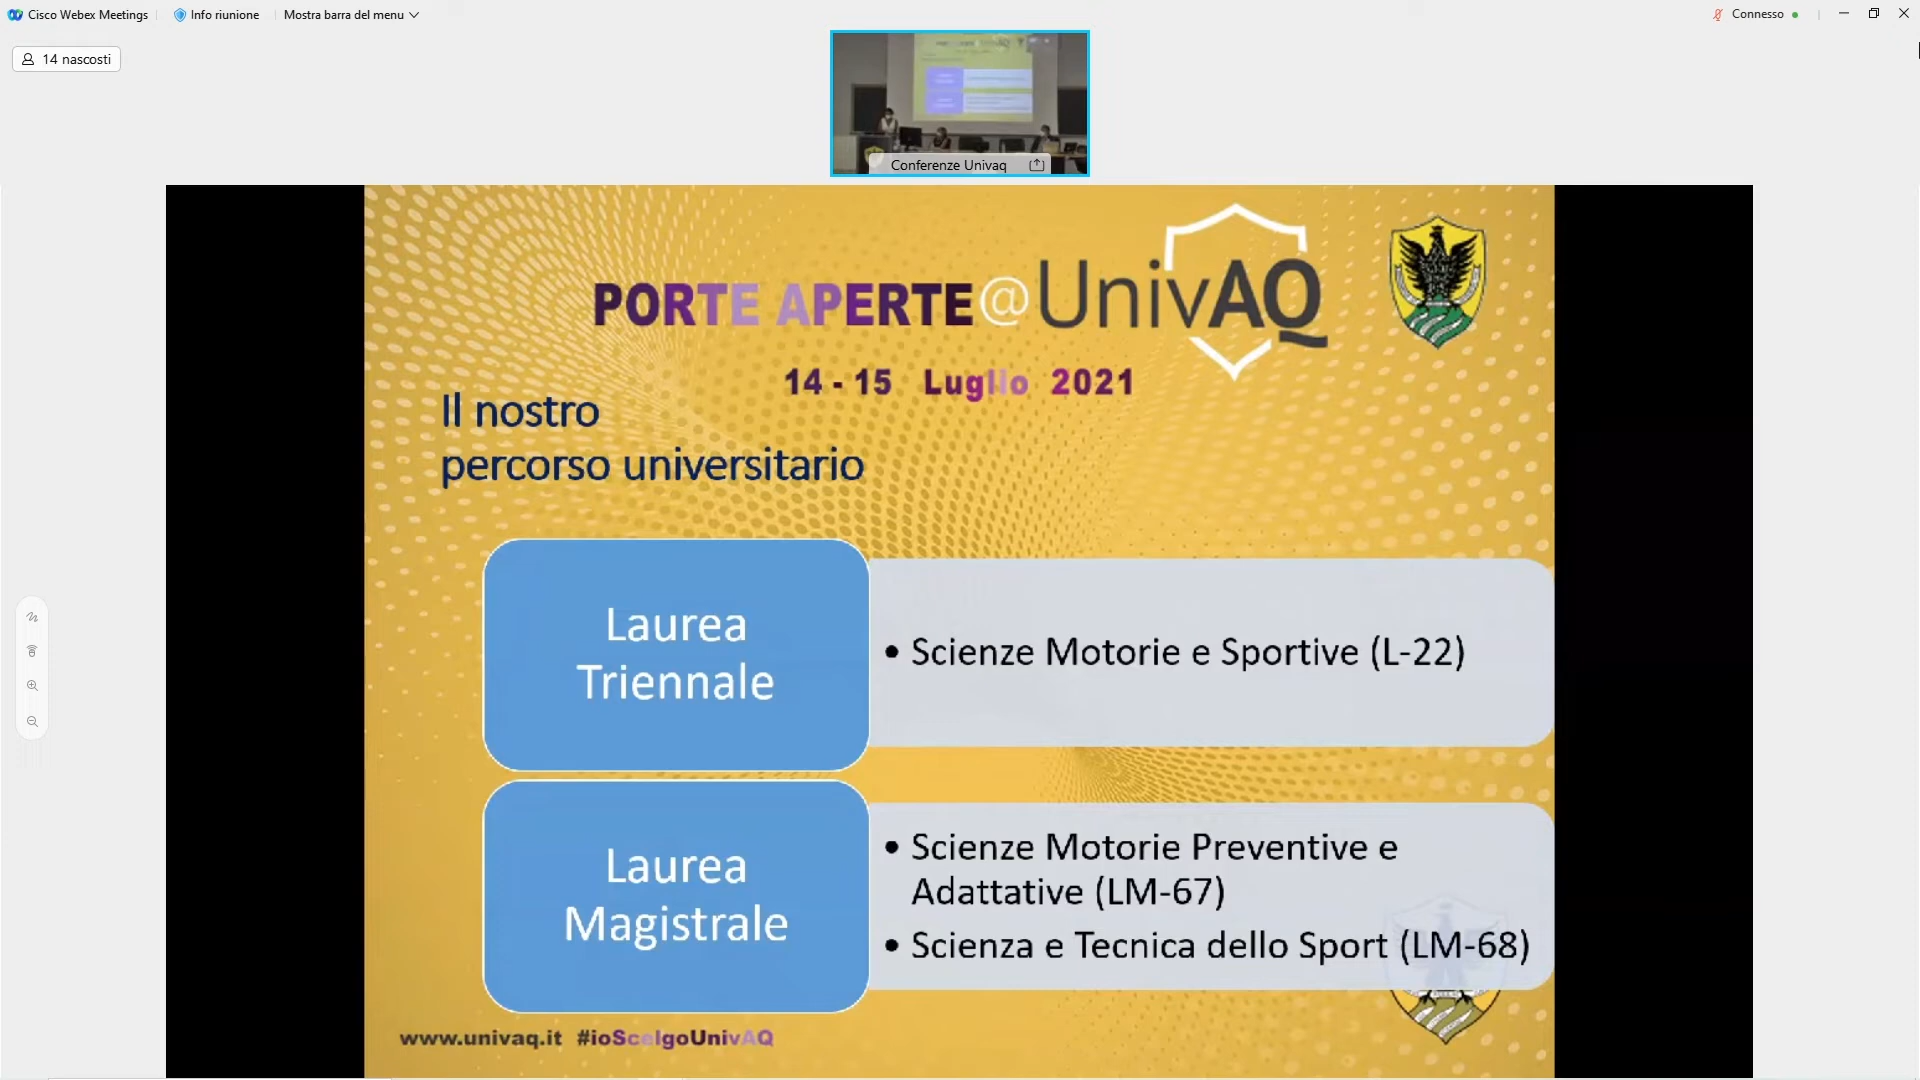 Cisco Webex Meetings
Info riunione
Mostra barra del menu
Connesso
14 nascosti
Conferenze Univaq
PORTE APERTE@UnivAQ
14 - 15 Luglio 2021
Il nostro
percorso universitario
Laurea
Triennale
• Scienze Motorie e Sportive (L-22)
Laurea
Magistrale
• Scienze Motorie Preventive e
Adattative (LM-67)
• Scienza e Tecnica dello Sport (LM-68)
www.univaq.it #ioScelgoUnivAQ